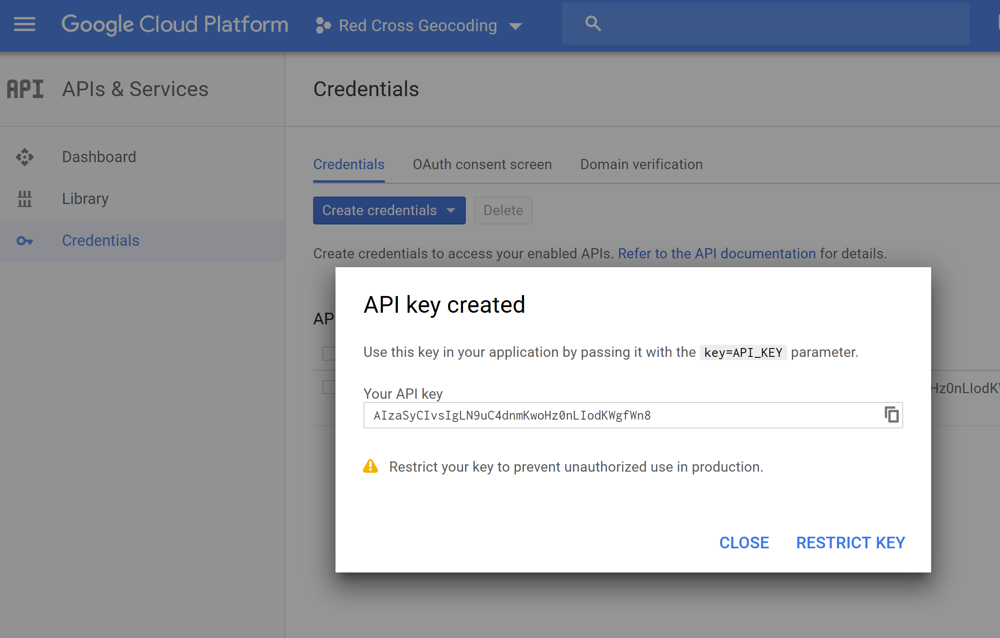 Google Cloud Platform
Red Cross Geocoding
API
APIs & Services
Credentials
Dashboard
Library
Credentials
Credentials
OAuth consent screen
Domain verification
Create credentials
Delete
Create credentials to access your enabled APIs. Refer to the API documentation for details.
AP
API key created
Use this key in your application by passing it with the key=API_KEY parameter.
Your API key
AIzaSyCIvsIgLN9uC4dnmKwoHz0nLIodKWgfWn8
Hz0nLIodK
Restrict your key to prevent unauthorized use in production.
CLOSE
RESTRICT KEY